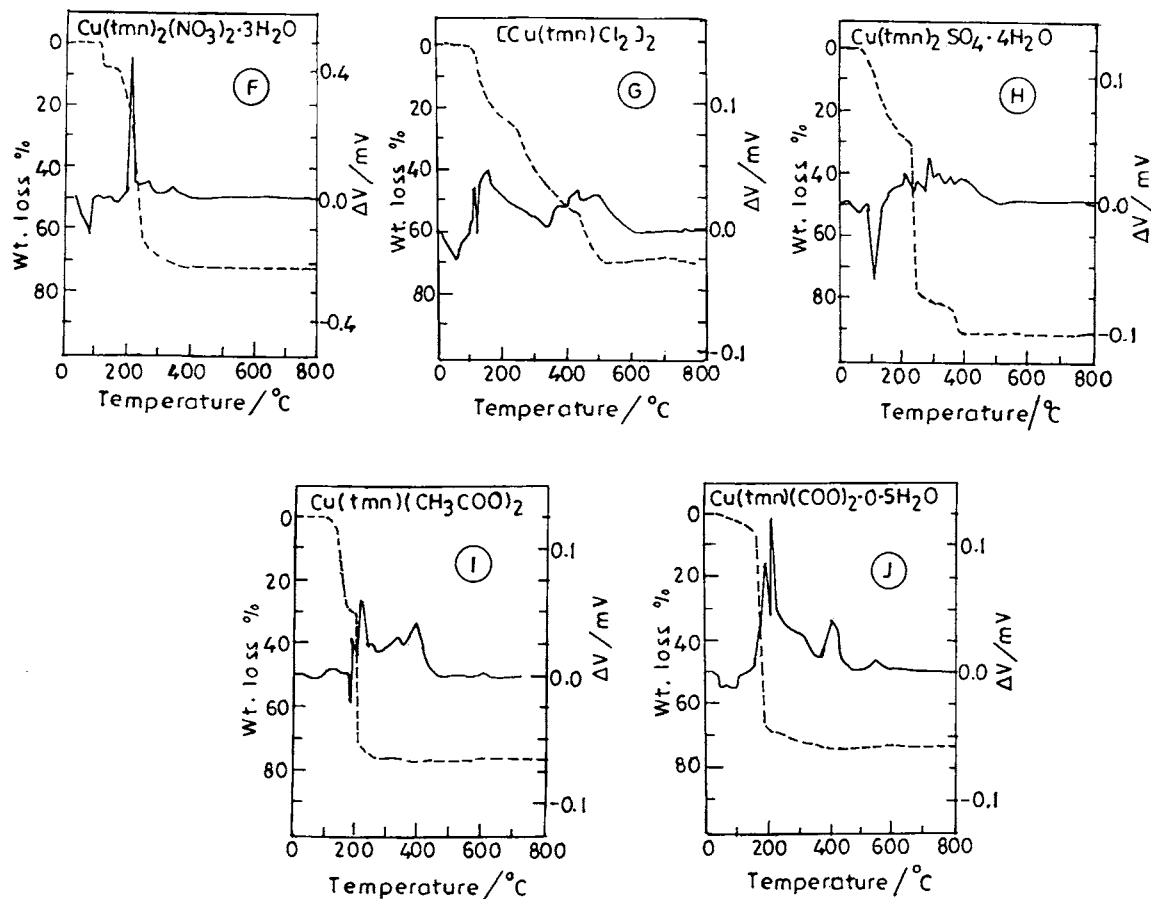 Cu(tmn)₂(NO₃)₂·3H₂O
F
Wt. loss %
0
20
40
60
80
0.4
0.0
-0.4
ΔV/mV
0 200 400 600 800
Temperature/°C
[Cu(tmn)Cl₂]₂
G
Wt. loss %
0
20
40
60
80
0.1
0.0
-0.1
ΔV/mV
0 200 400 600 800
Temperature/°C
Cu(tmn)₂SO₄·4H₂O
H
Wt. loss %
0
20
40
60
80
0.1
0.0
-0.1
ΔV/mV
0 200 400 600 800
Temperature/°C
Cu(tmn)(CH₃COO)₂
I
Wt. loss %
0
20
40
60
80
0.1
0.0
-0.1
ΔV/mV
0 200 400 600 800
Temperature/°C
Cu(tmn)(COO)₂·0·5H₂O
J
Wt. loss %
0
20
40
60
80
0.1
0.0
-0.1
ΔV/mV
0 200 400 600 800
Temperature/°C